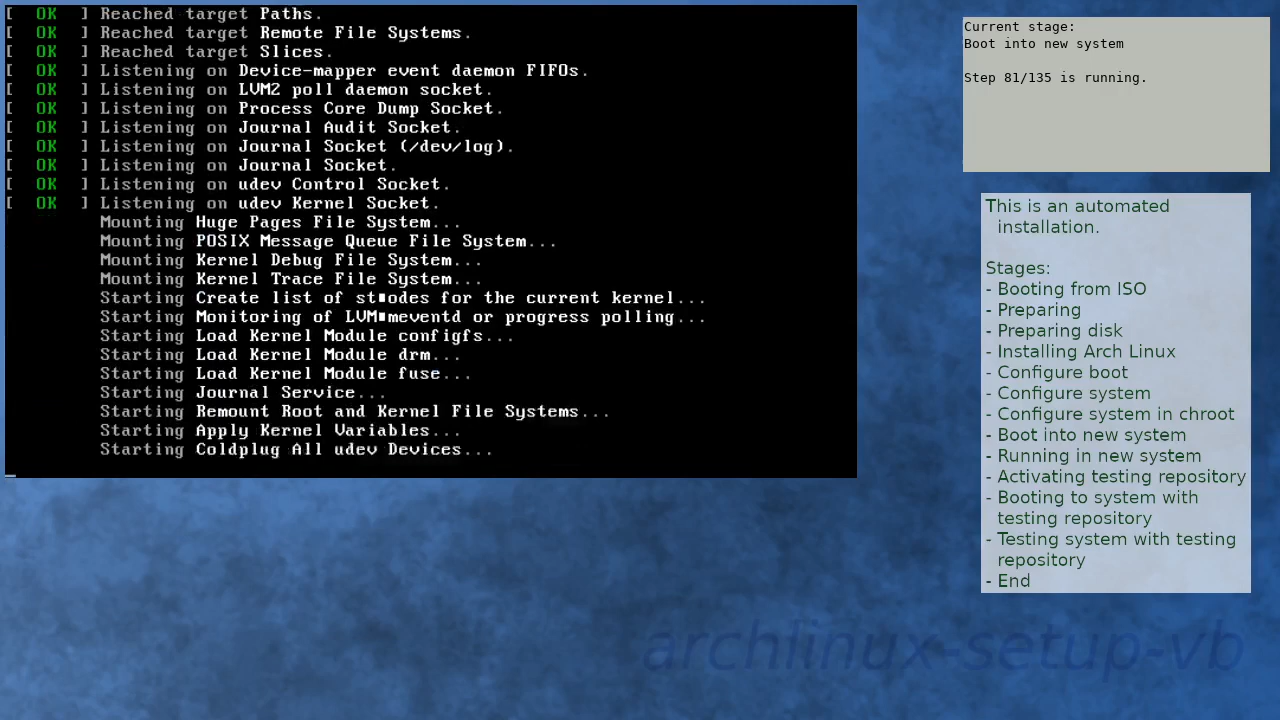 [  OK  ] Reached target Paths.
[  OK  ] Reached target Remote File Systems.
[  OK  ] Reached target Slices.
[  OK  ] Listening on Device-mapper event daemon FIFOs.
[  OK  ] Listening on LVM2 poll daemon socket.
[  OK  ] Listening on Process Core Dump Socket.
[  OK  ] Listening on Journal Audit Socket.
[  OK  ] Listening on Journal Socket (/dev/log).
[  OK  ] Listening on Journal Socket.
[  OK  ] Listening on udev Control Socket.
[  OK  ] Listening on udev Kernel Socket.
Mounting Huge Pages File System...
Mounting POSIX Message Queue File System...
Mounting Kernel Debug File System...
Mounting Kernel Trace File System...
Starting Create list of st■odes for the current kernel...
Starting Monitoring of LVM■meventd or progress polling...
Starting Load Kernel Module configfs...
Starting Load Kernel Module drm...
Starting Load Kernel Module fuse...
Starting Journal Service...
Starting Remount Root and Kernel File Systems...
Starting Apply Kernel Variables...
Starting Coldplug All udev Devices...
Current stage:
Boot into new system
Step 81/135 is running.
This is an automated
installation.
Stages:
- Booting from ISO
- Preparing
- Preparing disk
- Installing Arch Linux
- Configure boot
- Configure system
- Configure system in chroot
- Boot into new system
- Running in new system
- Activating testing repository
- Booting to system with
testing repository
- Testing system with testing
repository
- End
archlinux-setup-vb